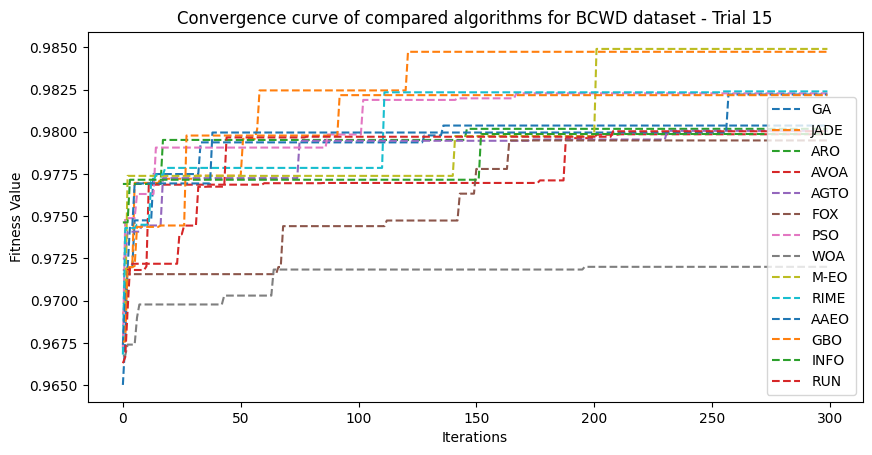 Convergence curve of compared algorithms for BCWD dataset - Trial 15
Fitness Value
0.9850
0.9825
0.9800
0.9775
0.9750
0.9725
0.9700
0.9675
0.9650
0
50
100
150
200
250
300
Iterations
GA
JADE
ARO
AVOA
AGTO
FOX
PSO
WOA
M-EO
RIME
AAEO
GBO
INFO
RUN